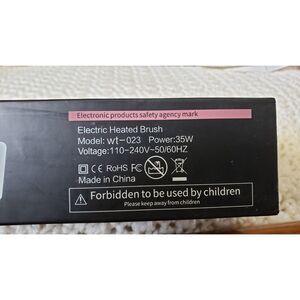 Electronic products safety agency mark
Electric Heated Brush
Model: wt-023 Power:35W
Voltage:110-240V~50/60HZ
CE RoHS FC
Made in China
Forbidden to be used by children
Please keep away from children